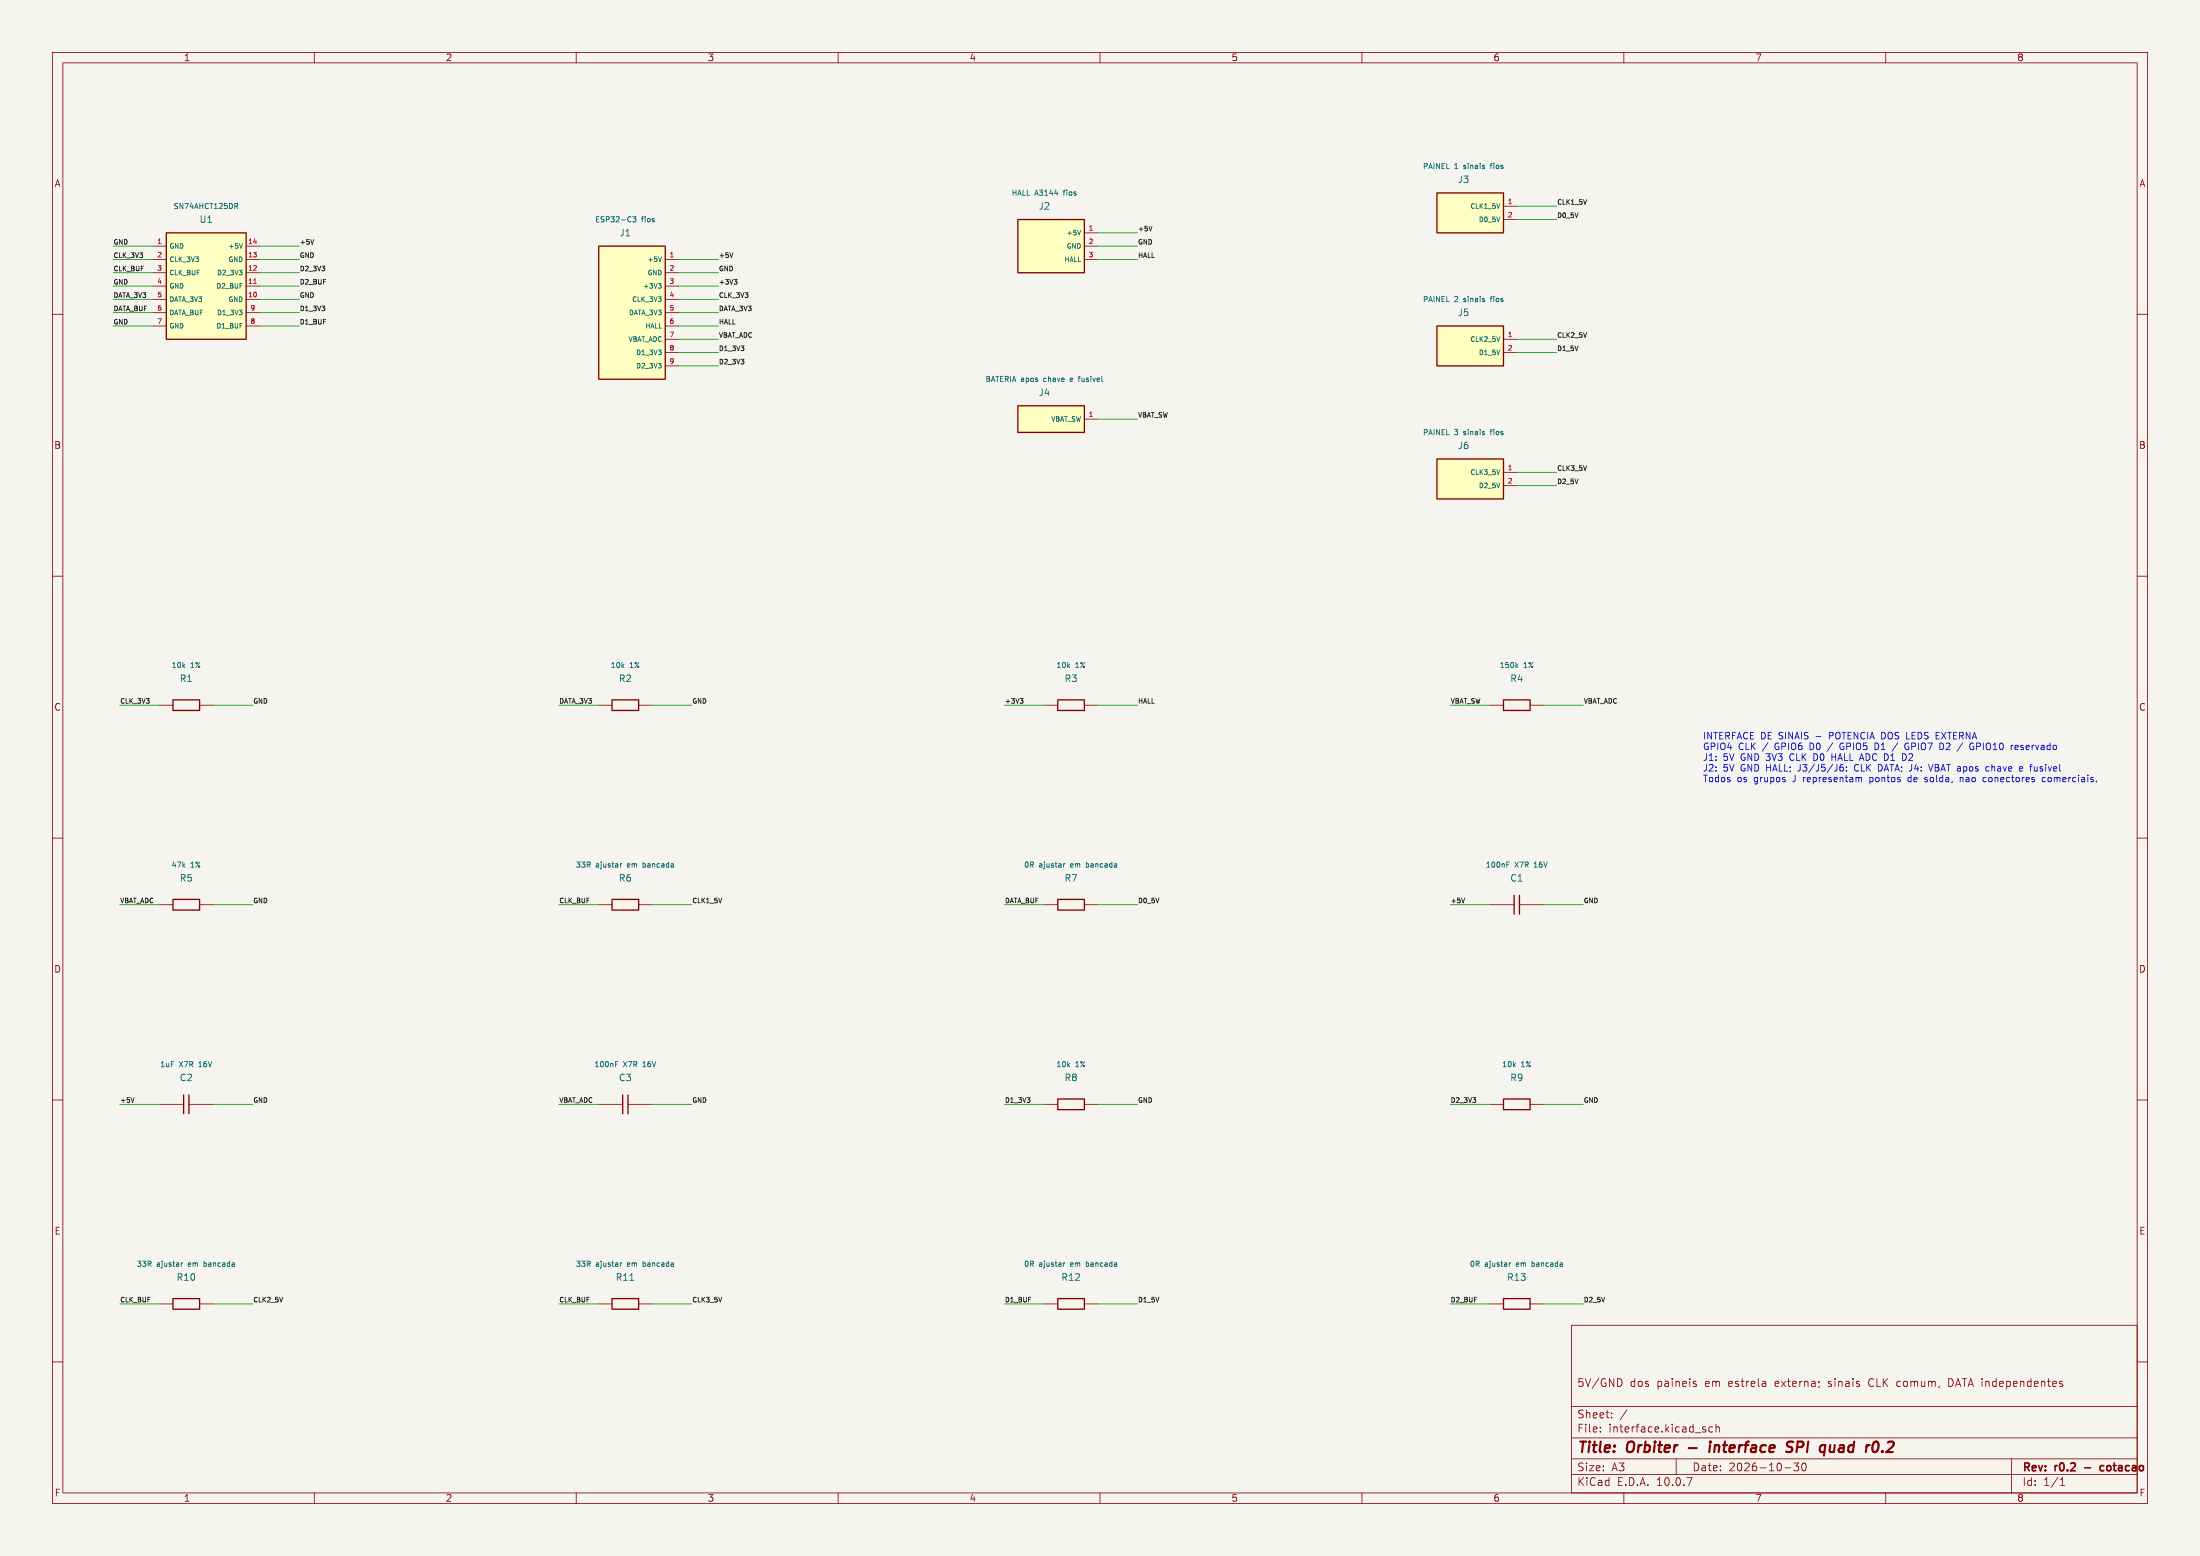 1 2 3 4 5 6 7 8
A A
PAINEL 1 sinais fios
J3
CLK1_5V 1 CLK1_5V
D0_5V 2 D0_5V
SN74AHCT125DR
U1
GND 1 GND +5V 14 +5V
CLK_3V3 2 CLK_3V3 GND 13 GND
CLK_BUF 3 CLK_BUF D2_3V3 12 D2_3V3
GND 4 GND D2_BUF 11 D2_BUF
DATA_3V3 5 DATA_3V3 GND 10 GND
DATA_BUF 6 DATA_BUF D1_3V3 9 D1_3V3
GND 7 GND D1_BUF 8 D1_BUF
ESP32-C3 fios
J1
+5V 1 +5V
GND 2 GND
+3V3 3 +3V3
CLK_3V3 4 CLK_3V3
DATA_3V3 5 DATA_3V3
HALL 6 HALL
VBAT_ADC 7 VBAT_ADC
D1_3V3 8 D1_3V3
D2_3V3 9 D2_3V3
HALL A3144 fios
J2
+5V 1 +5V
GND 2 GND
HALL 3 HALL
PAINEL 2 sinais fios
J5
CLK2_5V 1 CLK2_5V
D1_5V 2 D1_5V
BATERIA apos chave e fusivel
J4
VBAT_SW 1 VBAT_SW
B B
PAINEL 3 sinais fios
J6
CLK3_5V 1 CLK3_5V
D2_5V 2 D2_5V
10k 1%
R1
CLK_3V3 GND
10k 1%
R2
DATA_3V3 GND
10k 1%
R3
+3V3 HALL
150k 1%
R4
VBAT_SW VBAT_ADC
C C
INTERFACE DE SINAIS - POTENCIA DOS LEDS EXTERNA
GPIO4 CLK / GPIO6 D0 / GPIO5 D1 / GPIO7 D2 / GPIO10 reservado
J1: 5V GND 3V3 CLK D0 HALL ADC D1 D2
J2: 5V GND HALL; J3/J5/J6: CLK DATA; J4: VBAT apos chave e fusivel
Todos os grupos J representam pontos de solda, nao conectores comerciais.
47k 1%
R5
VBAT_ADC GND
33R ajustar em bancada
R6
CLK_BUF CLK1_5V
0R ajustar em bancada
R7
DATA_BUF D0_5V
100nF X7R 16V
C1
+5V GND
D D
1uF X7R 16V
C2
+5V GND
100nF X7R 16V
C3
VBAT_ADC GND
10k 1%
R8
D1_3V3 GND
10k 1%
R9
D2_3V3 GND
E E
33R ajustar em bancada
R10
CLK_BUF CLK2_5V
33R ajustar em bancada
R11
CLK_BUF CLK3_5V
0R ajustar em bancada
R12
D1_BUF D1_5V
0R ajustar em bancada
R13
D2_BUF D2_5V
5V/GND dos paineis em estrela externa; sinais CLK comum, DATA independentes
Sheet: /
File: interface.kicad_sch
Title: Orbiter - interface SPI quad r0.2
Size: A3 Date: 2026-10-30 Rev: r0.2 - cotacao
KiCad E.D.A. 10.0.7 Id: 1/1
F F
1 2 3 4 5 6 7 8